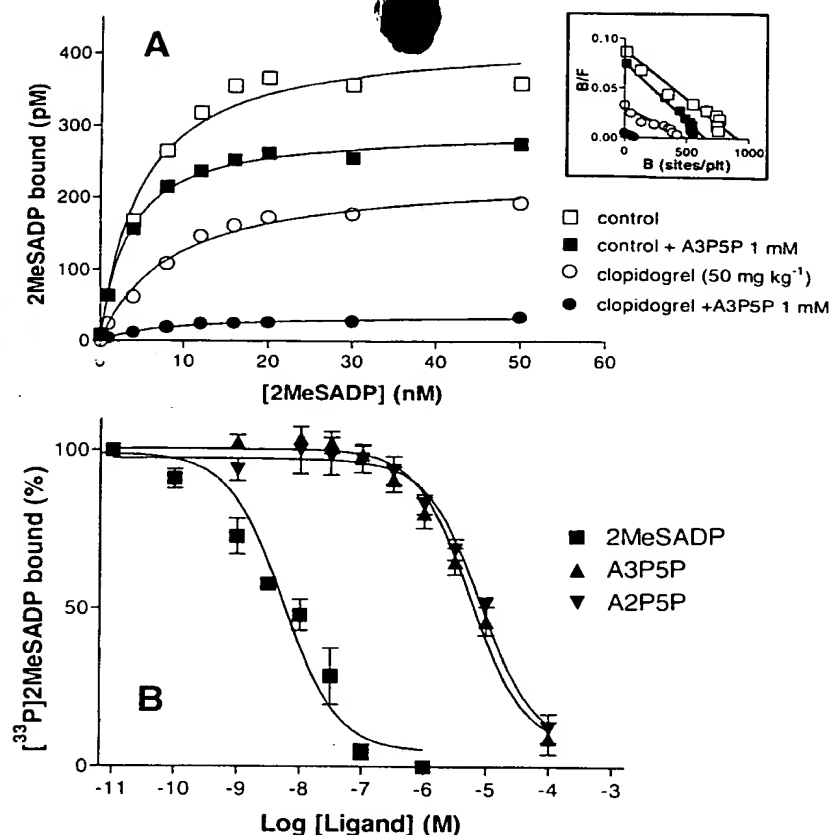 A
2MeSADP bound (pM)
400
300
200
100
0
10
20
30
40
50
60
[2MeSADP] (nM)
B/F
0.10
0.05
0.00
0
500
1000
B (sites/plt)
control
control + A3P5P 1 mM
clopidogrel (50 mg kg⁻¹)
clopidogrel +A3P5P 1 mM
B
[³³P]2MeSADP bound (%)
100
50
0
-11
-10
-9
-8
-7
-6
-5
-4
-3
Log [Ligand] (M)
2MeSADP
A3P5P
A2P5P